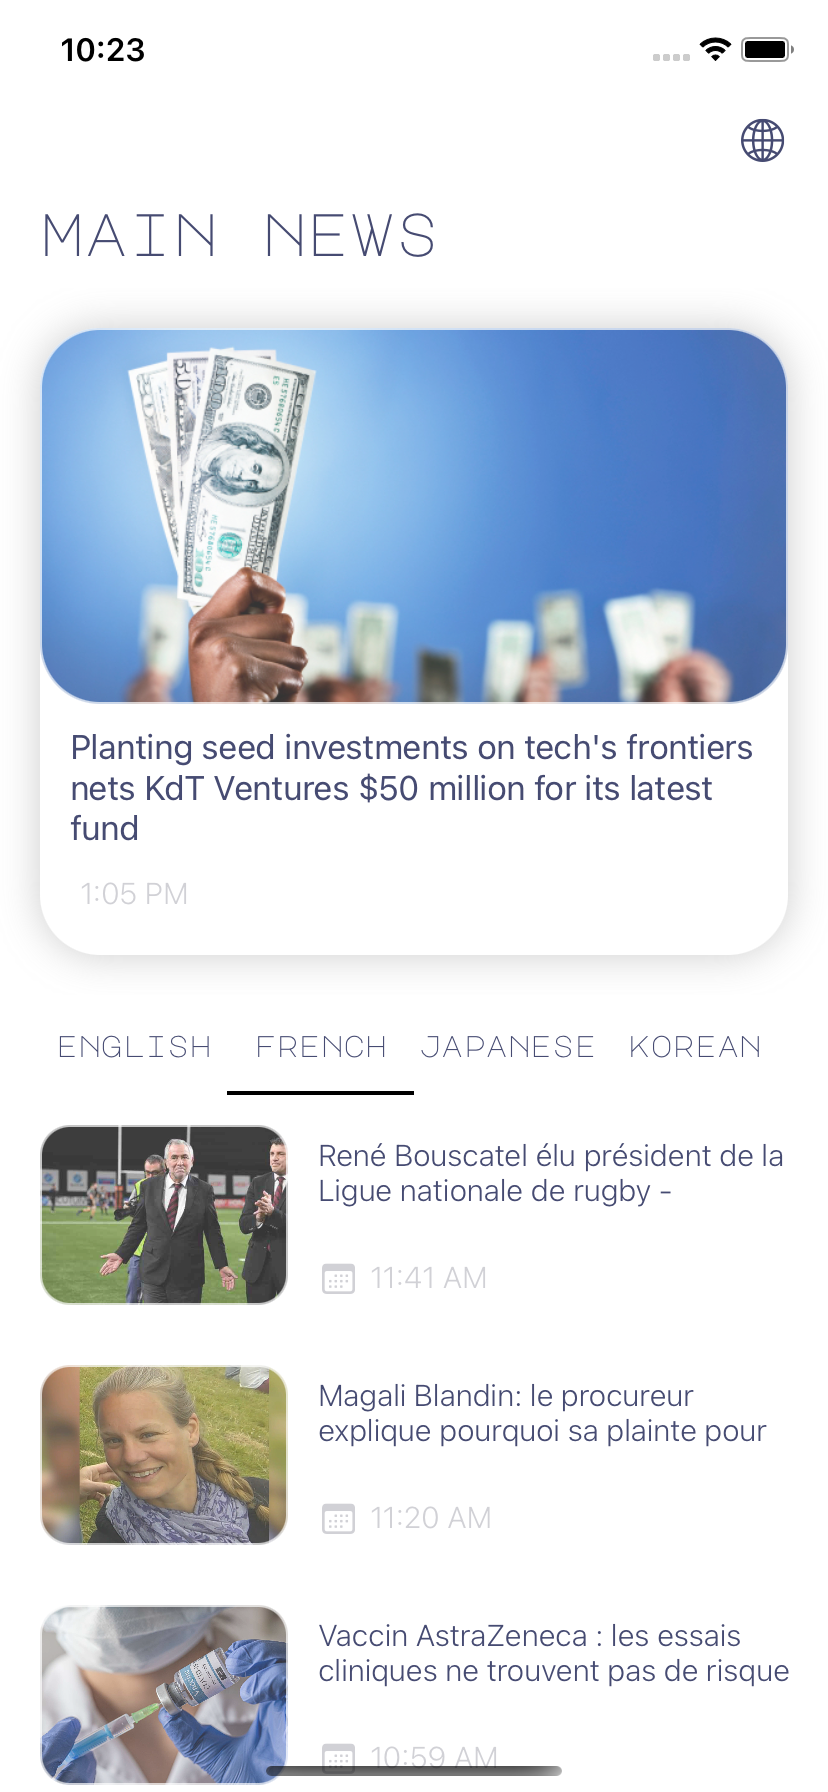 10:23
MAIN NEWS
Planting seed investments on tech's frontiers
nets KdT Ventures $50 million for its latest
fund
1:05 PM
ENGLISH FRENCH JAPANESE KOREAN
René Bouscatel élu président de la
Ligue nationale de rugby -
11:41 AM
Magali Blandin: le procureur
explique pourquoi sa plainte pour
11:20 AM
Vaccin AstraZeneca : les essais
cliniques ne trouvent pas de risque
10:59 AM